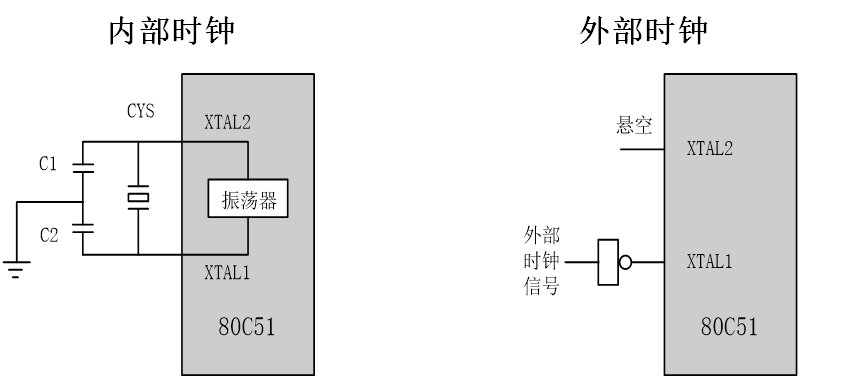 内部时钟
外部时钟
CYS
XTAL2
C1
振荡器
C2
XTAL1
80C51
悬空
XTAL2
外部
时钟
信号
XTAL1
80C51